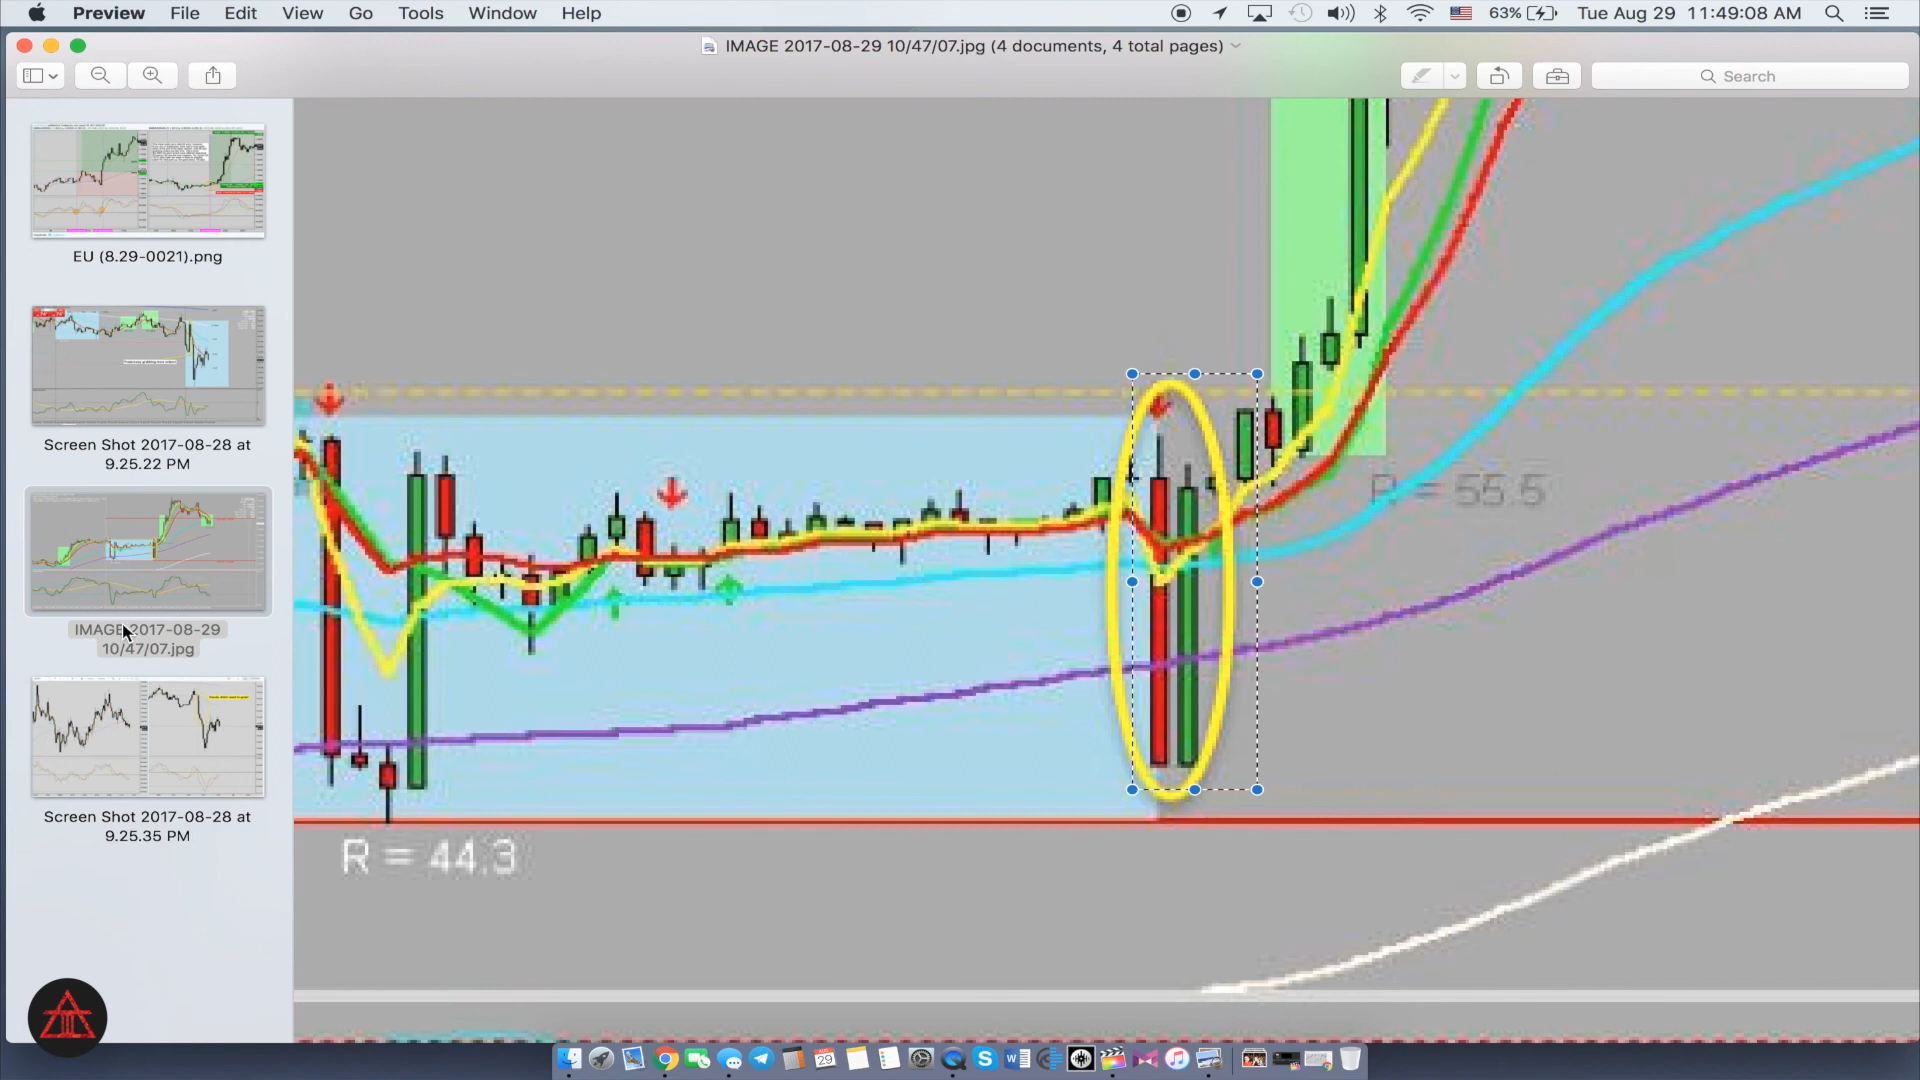 Preview File Edit View Go Tools Window Help 63% Tue Aug 29 11:49:08 AM
IMAGE 2017-08-29 10/47/07.jpg (4 documents, 4 total pages)
Search
EU (8.29-0021).png
Screen Shot 2017-08-28 at
9.25.22 PM
IMAGE 2017-08-29
10/47/07.jpg
Screen Shot 2017-08-28 at
9.25.35 PM
R = 55.5
R = 44.3
29